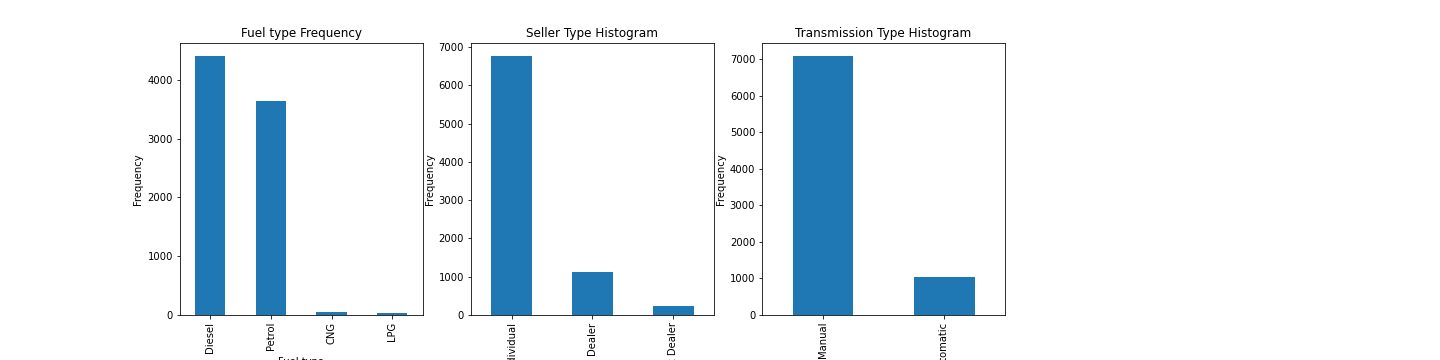 Fuel type Frequency
Frequency
4000
3000
2000
1000
0
Diesel
Petrol
CNG
LPG
Seller Type Histogram
Frequency
7000
6000
5000
4000
3000
2000
1000
0
dividual
Dealer
Dealer
Transmission Type Histogram
Frequency
7000
6000
5000
4000
3000
2000
1000
0
Manual
omatic